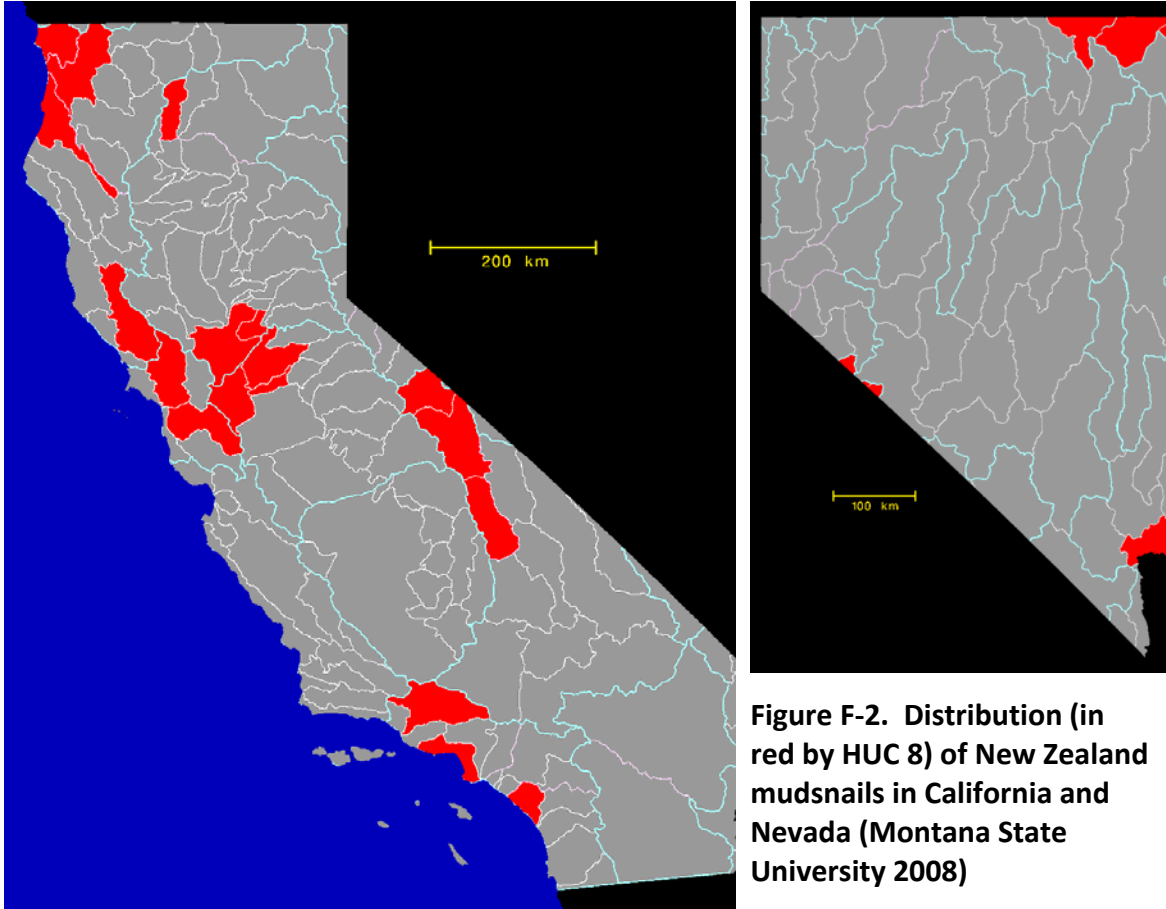 200 km
100 km
Figure F-2. Distribution (in
red by HUC 8) of New Zealand
mudsnails in California and
Nevada (Montana State
University 2008)